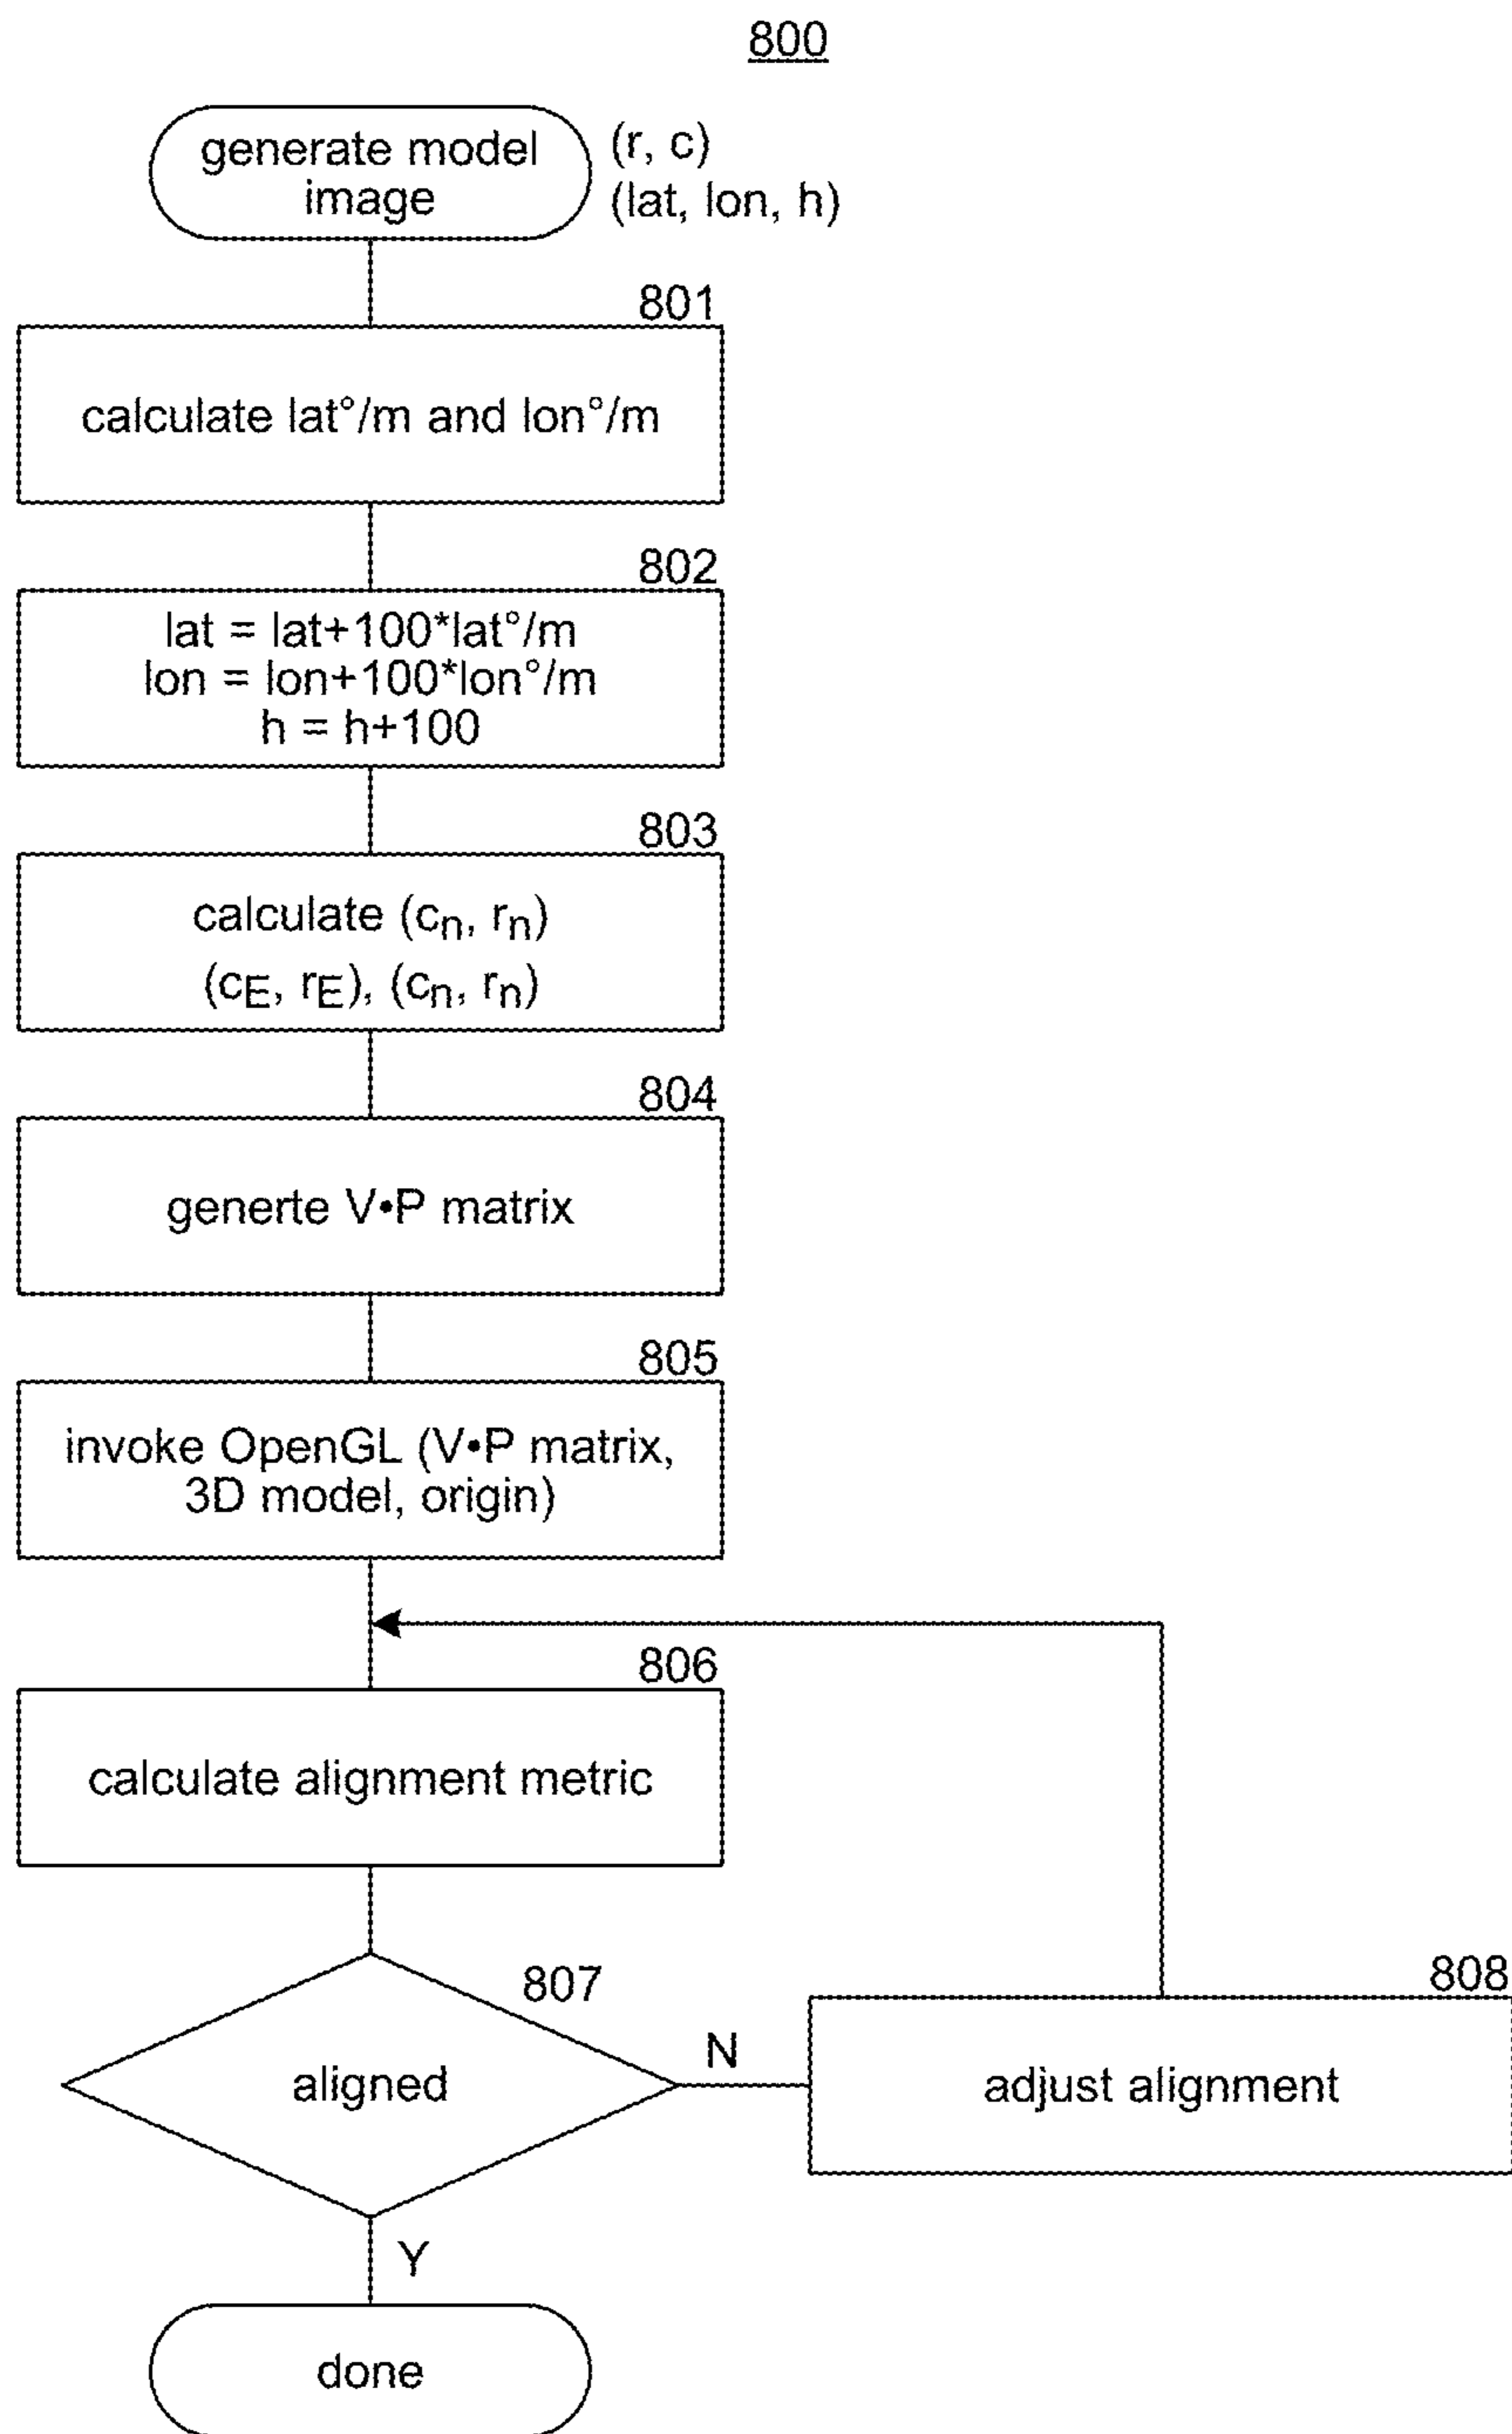 800
generate model
image
(r, c)
(lat, lon, h)
801
calculate lat°/m and lon°/m
802
lat = lat+100*lat°/m
lon = lon+100*lon°/m
h = h+100
803
calculate (cn, rn)
(cE, rE), (cn, rn)
804
generte V•P matrix
805
invoke OpenGL (V•P matrix,
3D model, origin)
806
calculate alignment metric
807
aligned
N
808
adjust alignment
Y
done